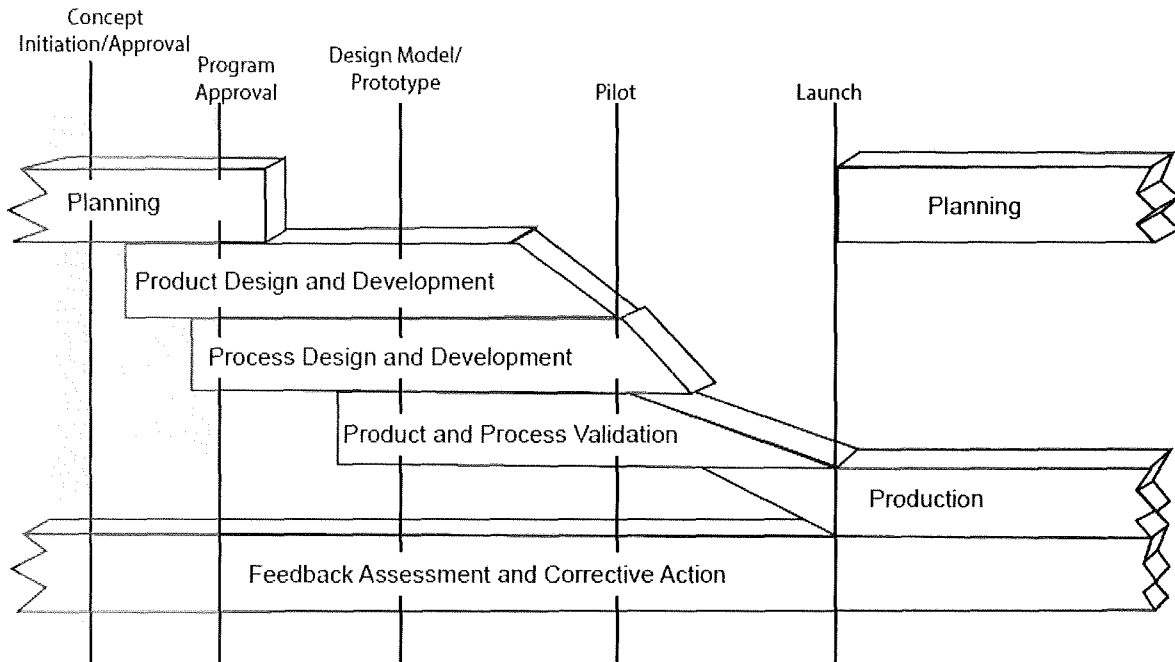 Concept
Initiation/Approval
Program
Approval
Design Model/
Prototype
Pilot
Launch
Planning
Planning
Product Design and Development
Process Design and Development
Product and Process Validation
Production
Feedback Assessment and Corrective Action